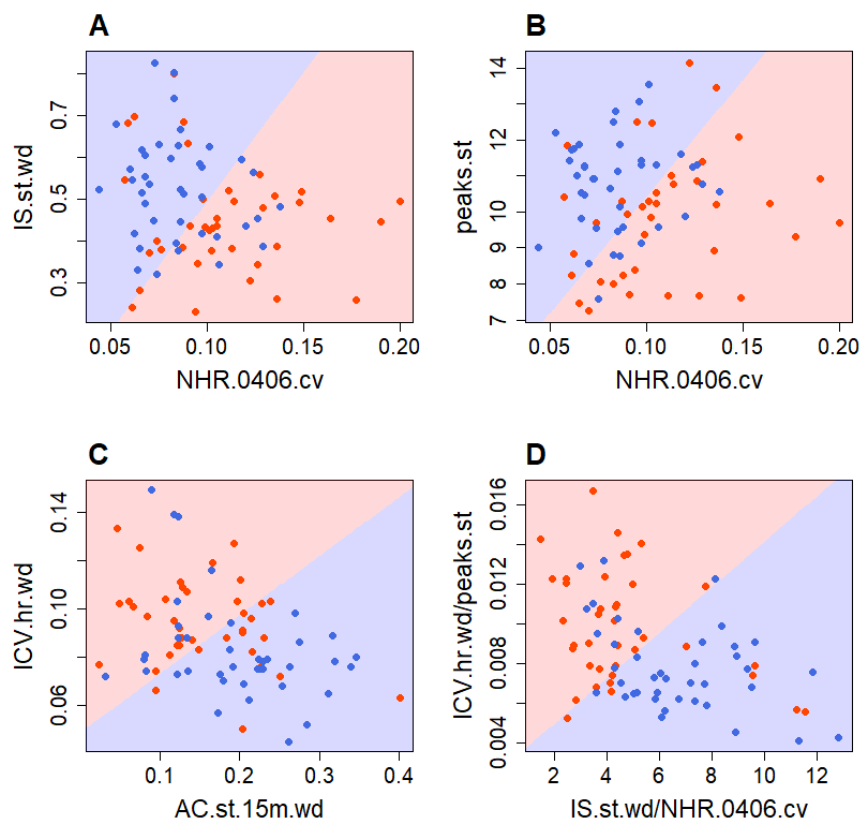 A
IS.st.wd
0.3 0.5 0.7
0.05 0.10 0.15 0.20
NHR.0406.cv
B
peaks.st
7 8 9 10 12 14
0.05 0.10 0.15 0.20
NHR.0406.cv
C
ICV.hr.wd
0.06 0.10 0.14
0.1 0.2 0.3 0.4
AC.st.15m.wd
D
ICV.hr.wd/peaks.st
0.004 0.008 0.012 0.016
2 4 6 8 10 12
IS.st.wd/NHR.0406.cv